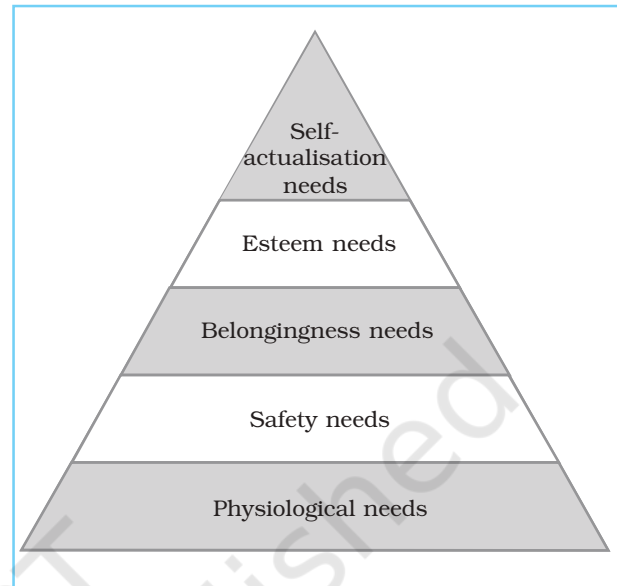 Self-
actualisation
needs
Esteem needs
Belongingness needs
Safety needs
Physiological needs